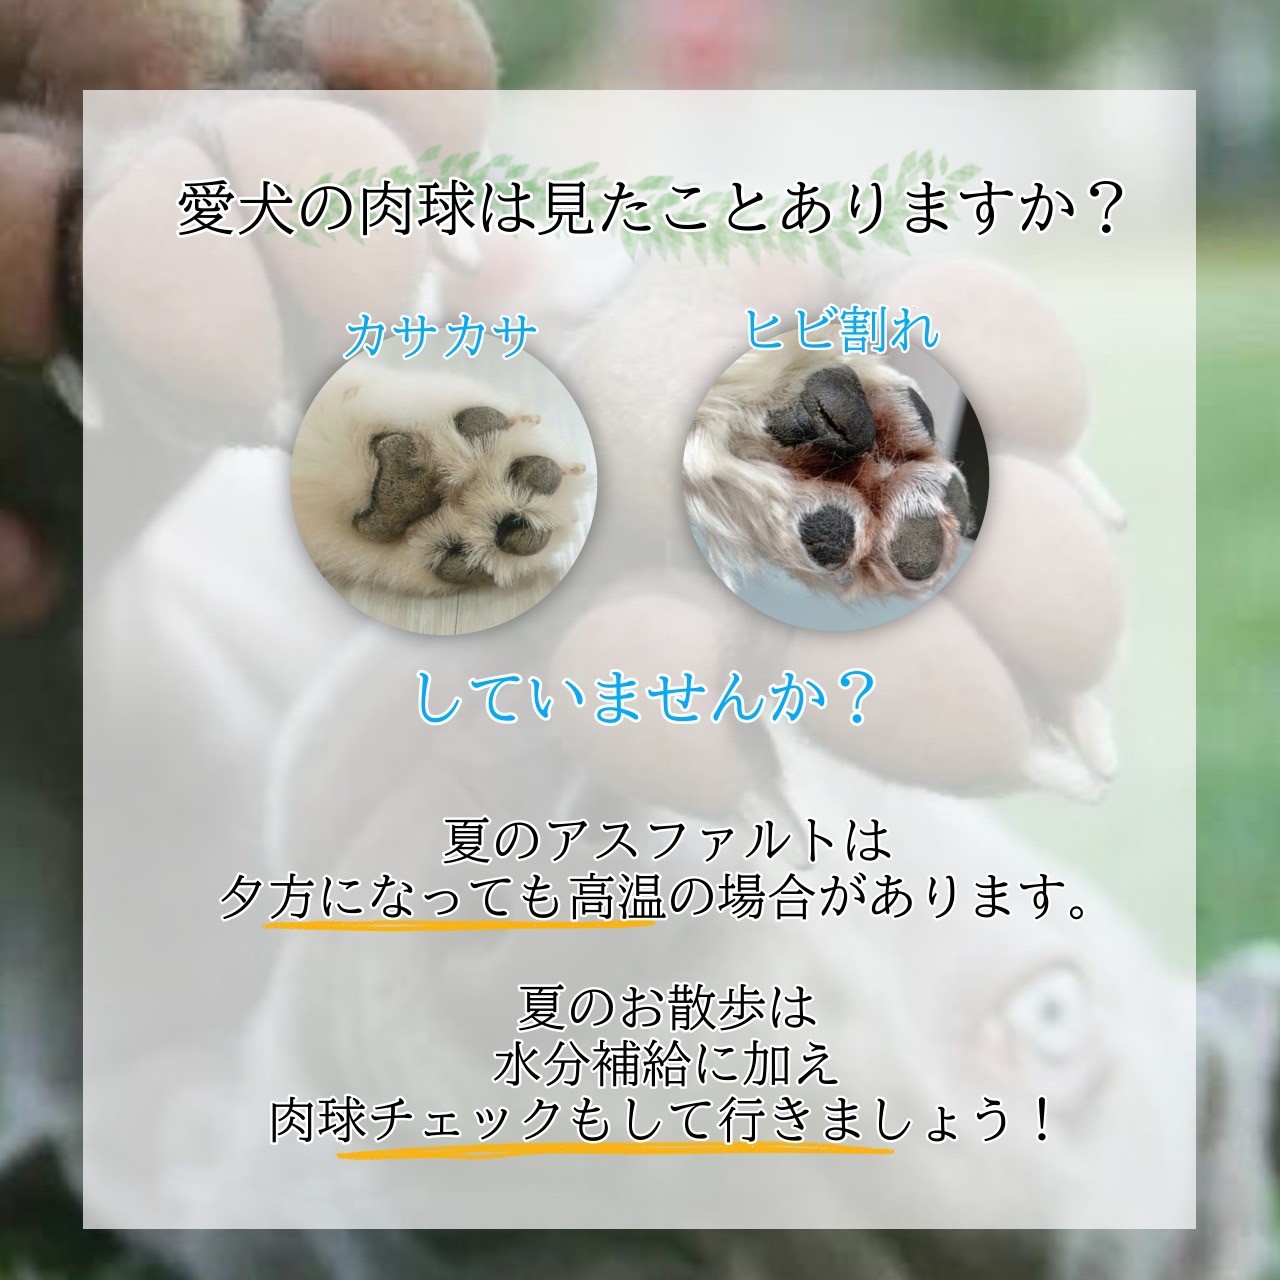 愛犬の肉球は見たことありますか？
カサカサ
ヒビ割れ
していませんか？
夏のアスファルトは
夕方になっても高温の場合があります。
夏のお散歩は
水分補給に加え
肉球チェックもして行きましょう！